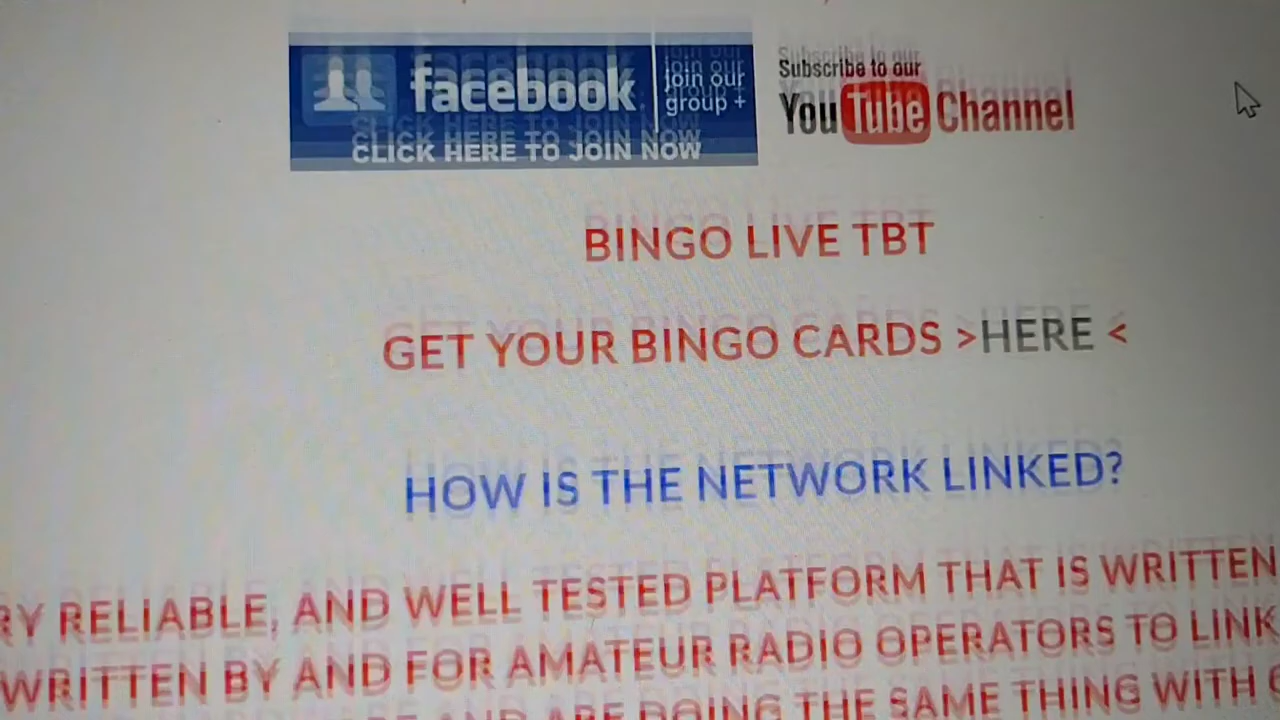 facebook
join our
group +
CLICK HERE TO JOIN NOW
Subscribe to our
YouTube Channel
BINGO LIVE TBT
GET YOUR BINGO CARDS >HERE <
HOW IS THE NETWORK LINKED?
RY RELIABLE, AND WELL TESTED PLATFORM THAT IS WRITTEN
WRITTEN BY AND FOR AMATEUR RADIO OPERATORS TO LINK
AND ARE DOING THE SAME THING WITH